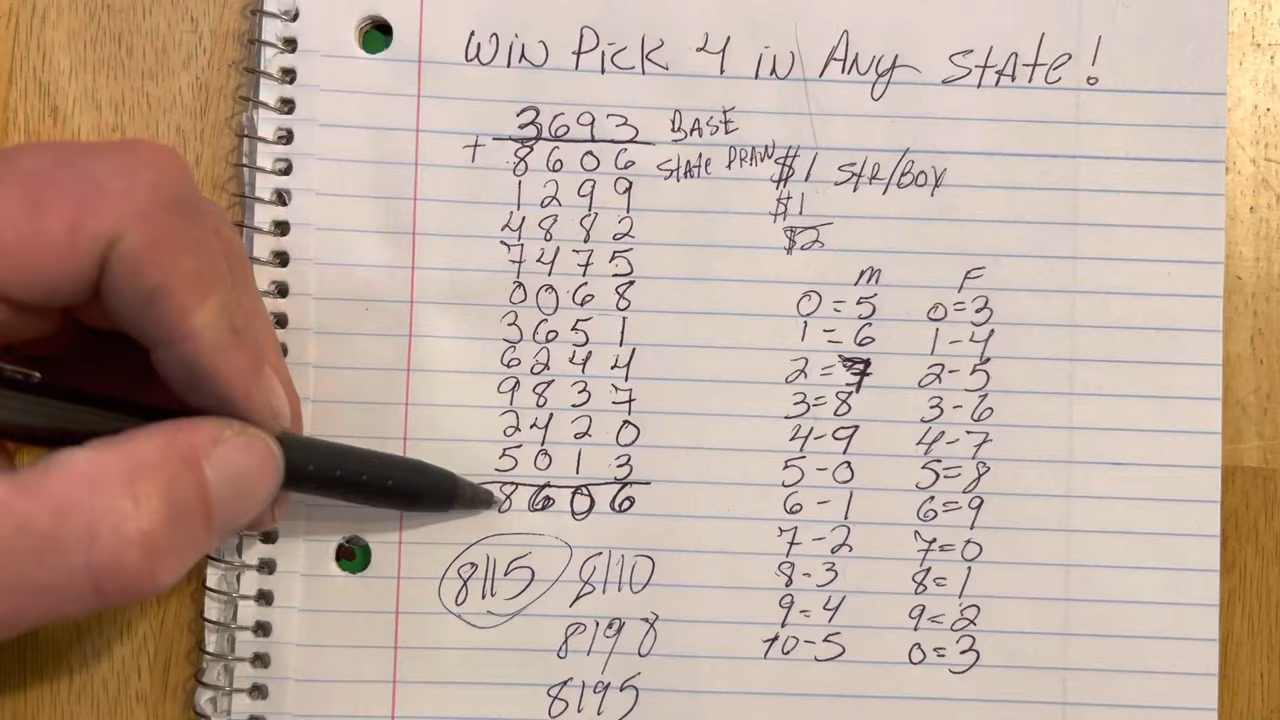 Win Pick 4 in Any State!
3693 BASE
+ 8606 State Draw $1 Str/Box
1299 $1
4882 $2
7475 M F
0068 0=5 0=3
3651 1=6 1-4
6244 2=7 2-5
9837 3=8 3-6
2420 4-9 4-7
5013 5-0 5=8
8606 6-1 6=9
7-2 7=0
8115 8110 8-3 8=1
8198 9=4 9=2
10-5 0=3
8195